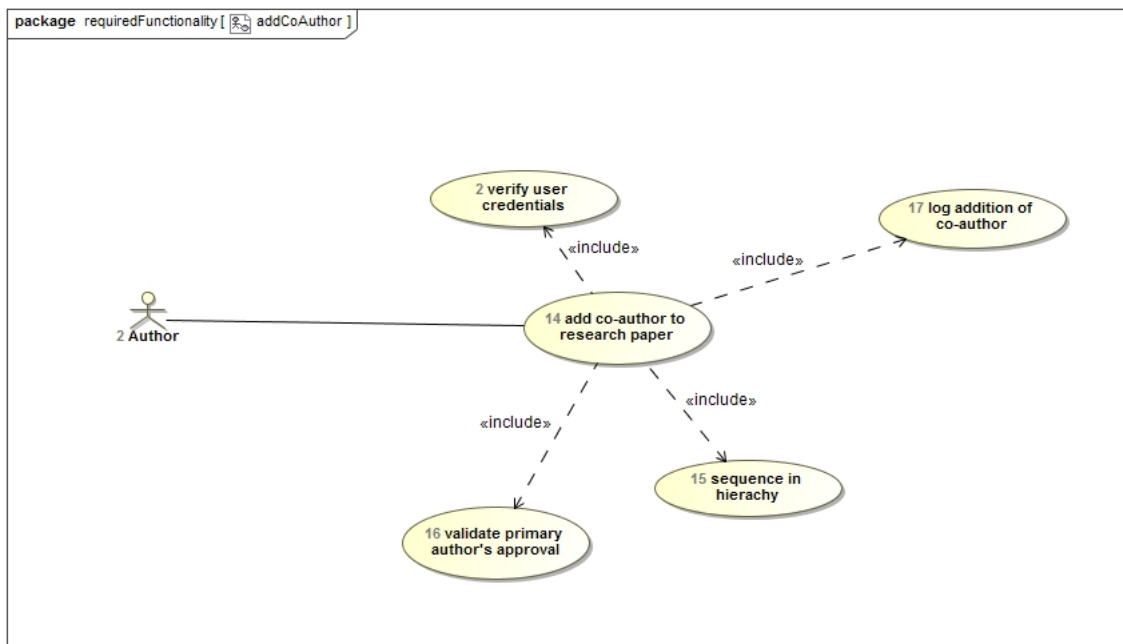 package requiredFunctionality [ addCoAuthor ]
2 verify user
credentials
17 log addition of
co-author
«include»
«include»
14 add co-author to
research paper
2 Author
«include»
«include»
15 sequence in
hierachy
16 validate primary
author's approval